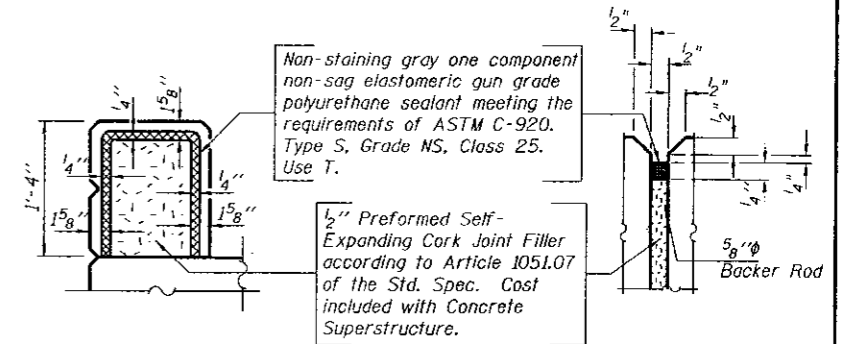 Non-staining gray one component
non-sag elastomeric gun grade
polyurethane sealant meeting the
requirements of ASTM C-920.
Type S, Grade NS, Class 25.
Use T.
1/2" Preformed Self-
Expanding Cork Joint Filler
according to Article 1051.07
of the Std. Spec. Cost
included with Concrete
Superstructure.
1'-4"
1/4"
1 5/8"
1/4"
1/4"
1 5/8"
1 5/8"
1/2"
1/2"
1/2"
1/2"
1/4"
1/4"
5/8"φ
Backer Rod